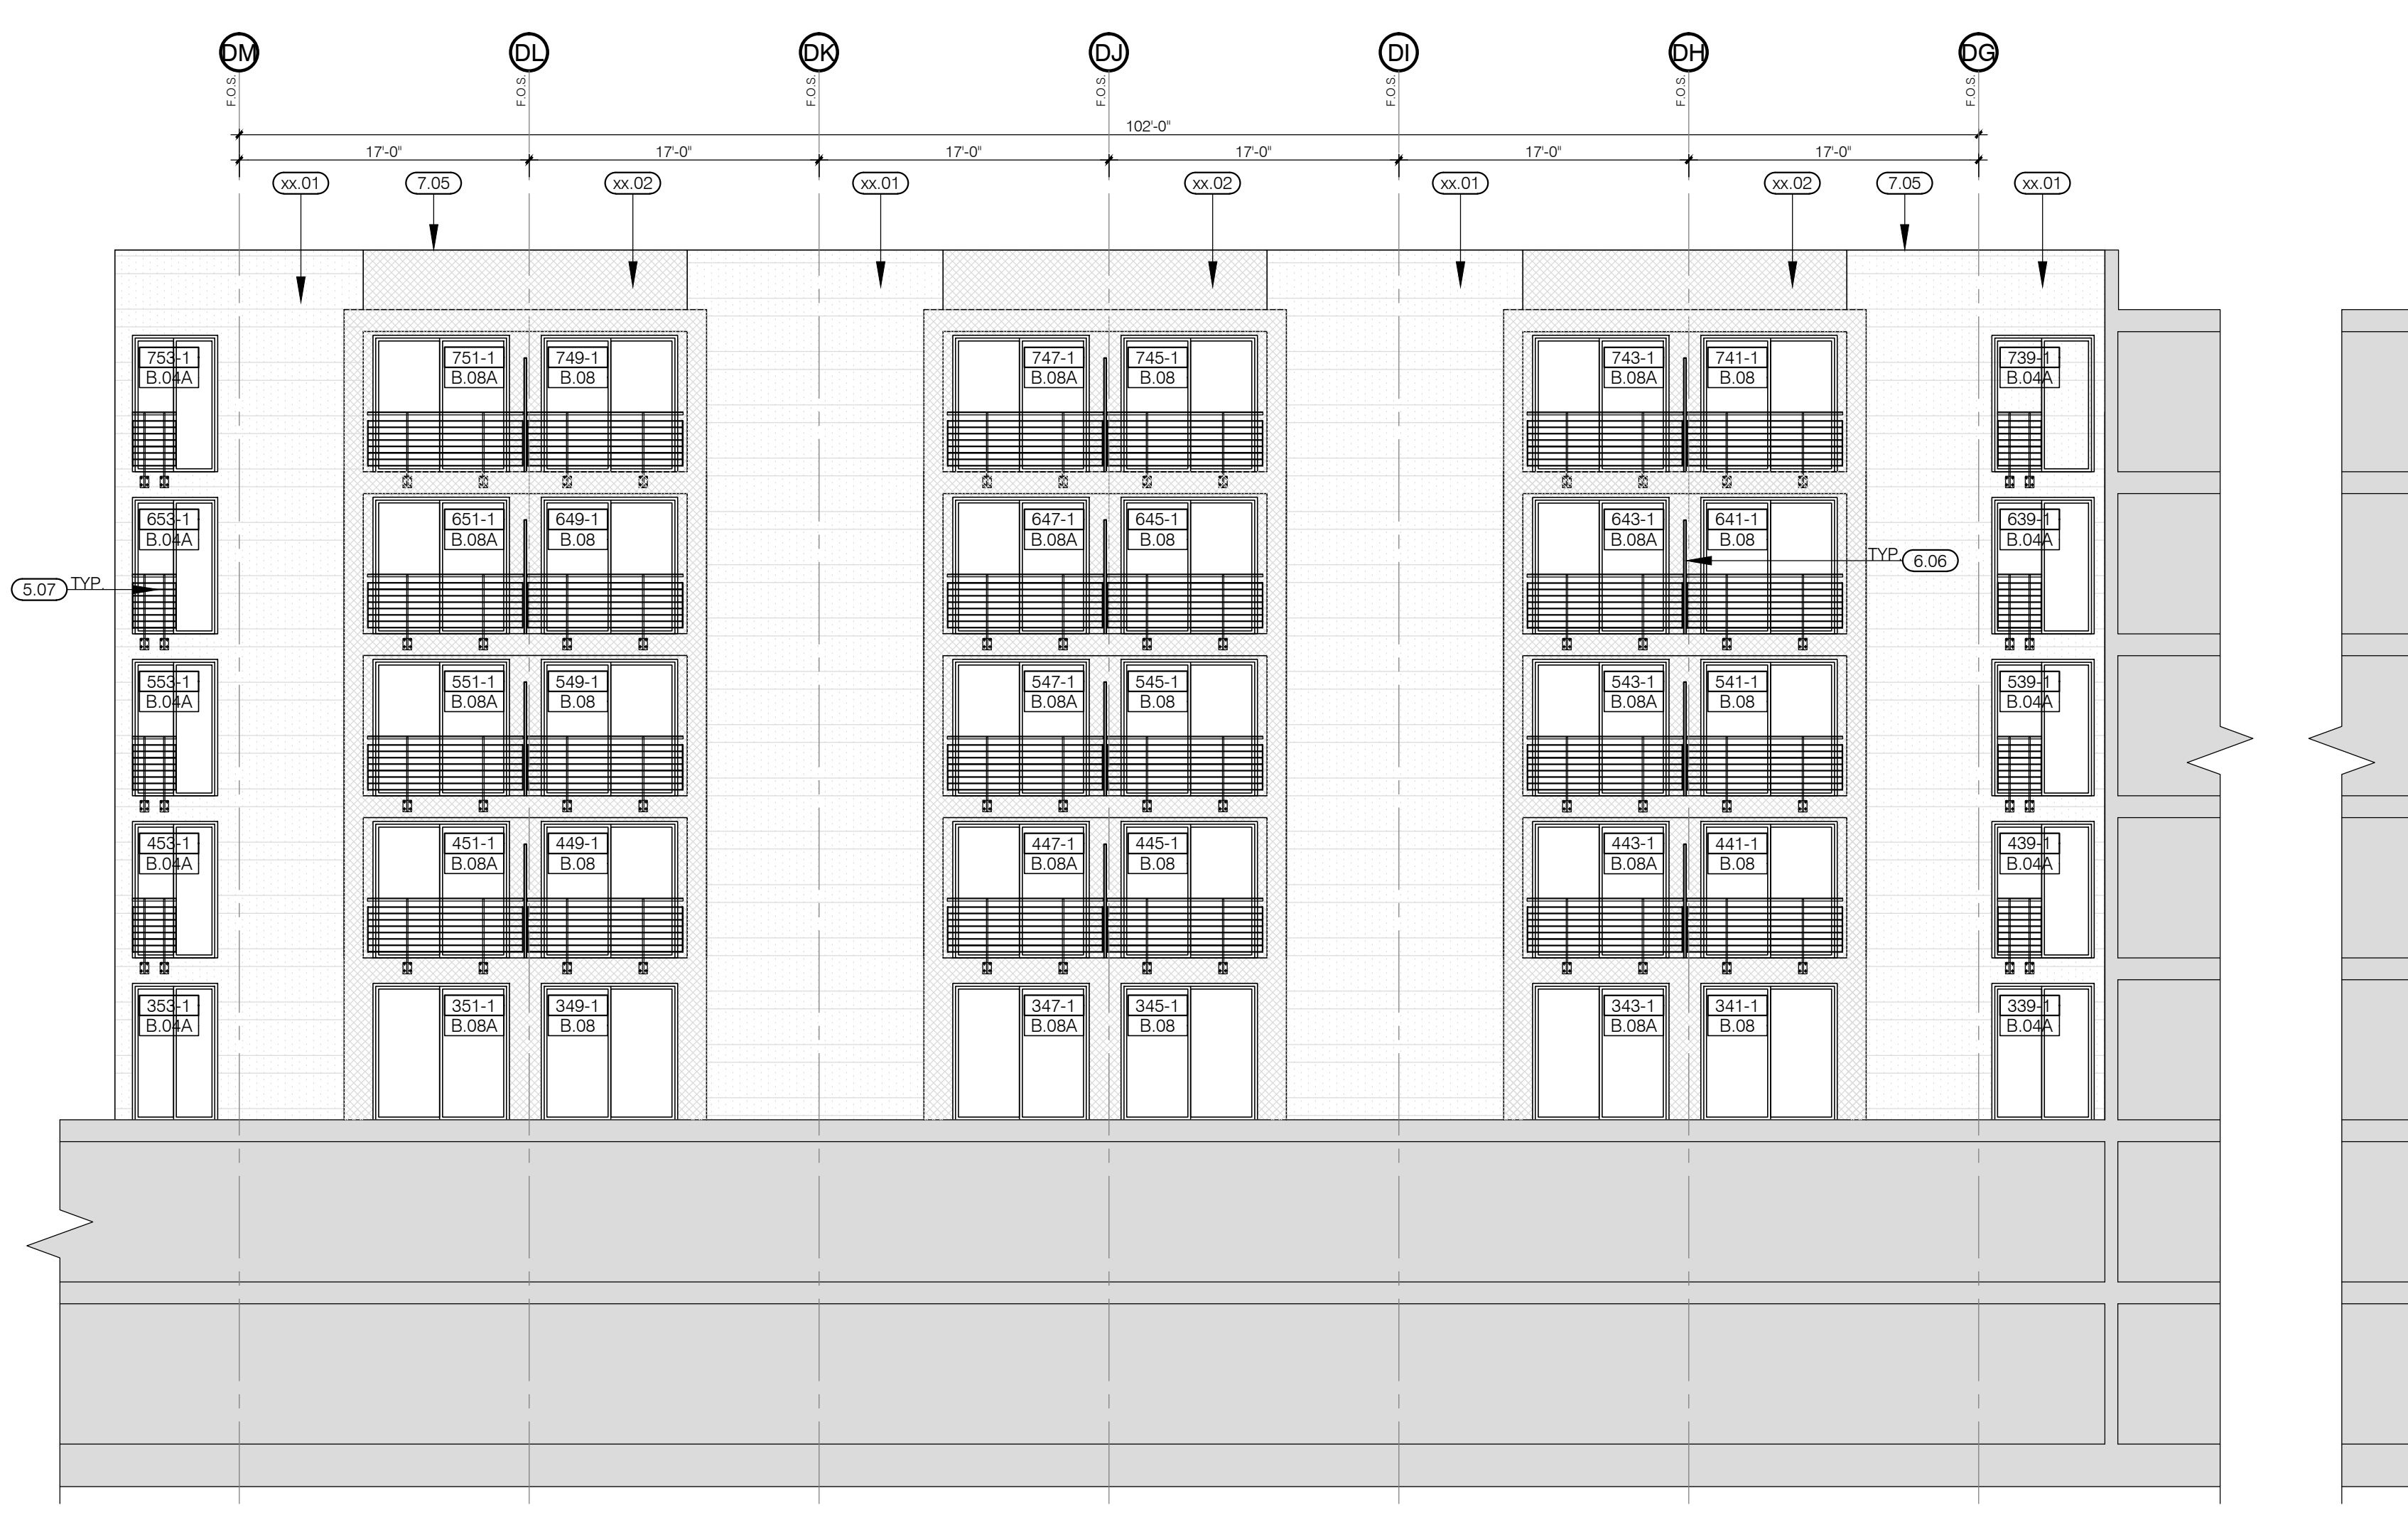 DM DL DK DJ DI DH DG
F.O.S. F.O.S. F.O.S. F.O.S. F.O.S. F.O.S. F.O.S.
102'-0"
17'-0" 17'-0" 17'-0" 17'-0" 17'-0" 17'-0"
xx.01 7.05 xx.02 xx.01 xx.02 xx.01 xx.02 7.05 xx.01
753-1 751-1 749-1 747-1 745-1 743-1 741-1 739-1
B.04A B.08A B.08 B.08A B.08 B.08A B.08 B.04A
653-1 651-1 649-1 647-1 645-1 643-1 641-1 639-1
B.04A B.08A B.08 B.08A B.08 B.08A B.08 B.04A
TYP. 6.06
5.07 TYP.
553-1 551-1 549-1 547-1 545-1 543-1 541-1 539-1
B.04A B.08A B.08 B.08A B.08 B.08A B.08 B.04A
453-1 451-1 449-1 447-1 445-1 443-1 441-1 439-1
B.04A B.08A B.08 B.08A B.08 B.08A B.08 B.04A
353-1 351-1 349-1 347-1 345-1 343-1 341-1 339-1
B.04A B.08A B.08 B.08A B.08 B.08A B.08 B.04A